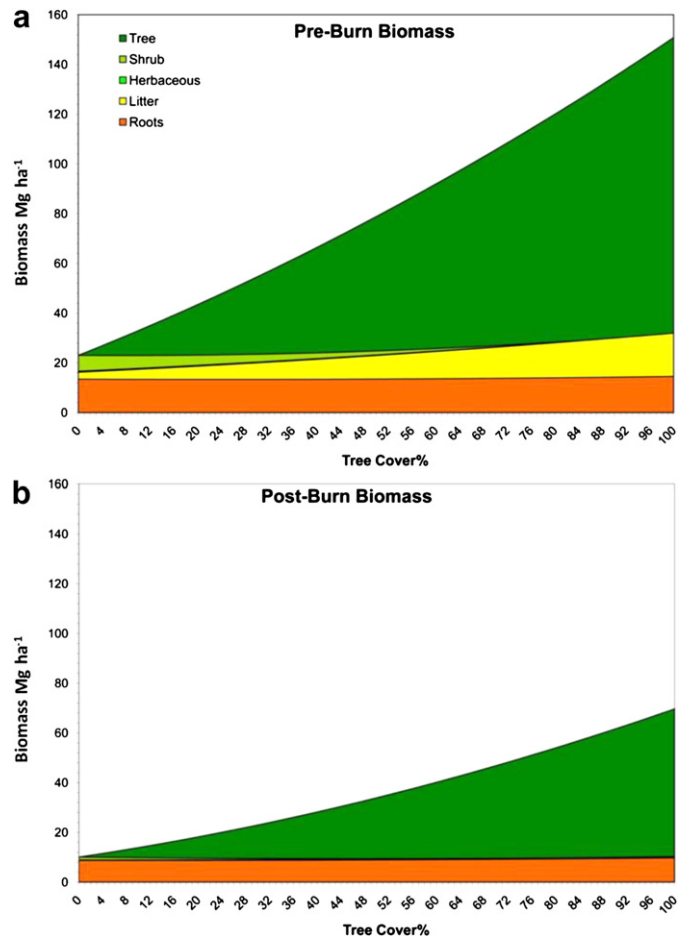 a
Pre-Burn Biomass
Tree
Shrub
Herbaceous
Litter
Roots
Biomass Mg ha-1
160
140
120
100
80
60
40
20
0
0 4 8 12 16 20 24 28 32 36 40 44 48 52 56 60 64 68 72 76 80 84 88 92 96 100
Tree Cover%
b
Post-Burn Biomass
Biomass Mg ha-1
160
140
120
100
80
60
40
20
0
0 4 8 12 16 20 24 28 32 36 40 44 48 52 56 60 64 68 72 76 80 84 88 92 96 100
Tree Cover%